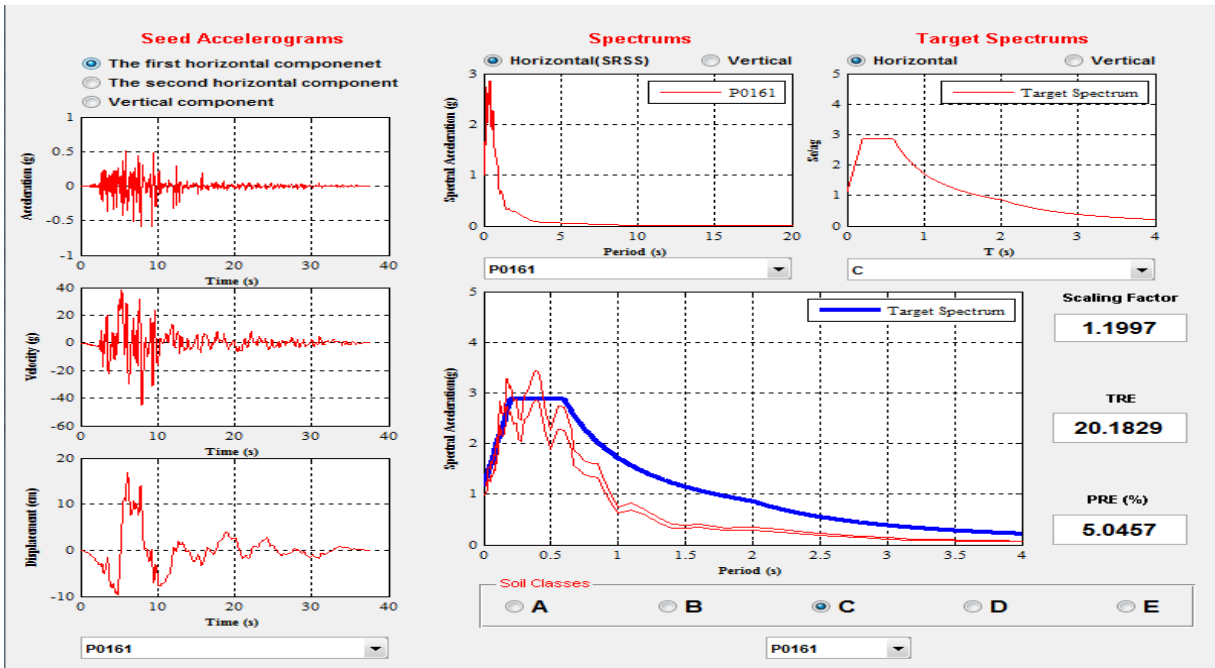 Seed Accelerograms
The first horizontal componenet
The second horizontal component
Vertical component
1
0.5
0
-0.5
-1
Acceleration (g)
0 10 20 30 40
Time (s)
40
20
0
-20
-40
-60
Velocity (g)
0 10 20 30 40
Time (s)
20
10
0
-10
Displacement (cm)
0 10 20 30 40
Time (s)
P0161
Spectrums
Horizontal(SRSS) Vertical
3
2
1
0
Spectral Aceleration (g)
P0161
0 5 10 15 20
Period (s)
P0161
Target Spectrums
Horizontal Vertical
5
4
3
2
1
0
Se/ag
Target Spectrum
0 1 2 3 4
T (s)
C
5
4
3
2
1
0
Spectral Aceleration(g)
Target Spectrum
0 0.5 1 1.5 2 2.5 3 3.5 4
Period (s)
Scaling Factor
1.1997
TRE
20.1829
PRE (%)
5.0457
Soil Classes
A B C D E
P0161